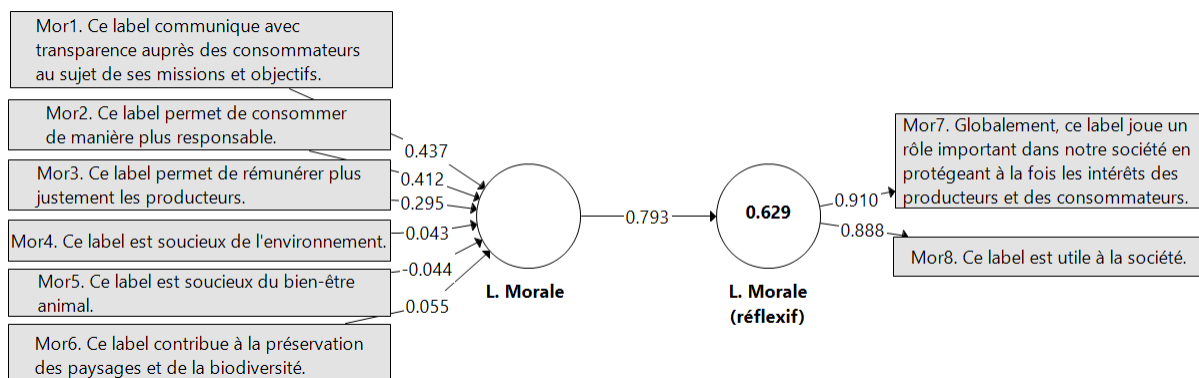 Mor1. Ce label communique avec
transparence auprès des consommateurs
au sujet de ses missions et objectifs.
Mor2. Ce label permet de consommer
de manière plus responsable.
Mor3. Ce label permet de rémunérer plus
justement les producteurs.
Mor4. Ce label est soucieux de l'environnement.
Mor5. Ce label est soucieux du bien-être
animal.
Mor6. Ce label contribue à la préservation
des paysages et de la biodiversité.
0.437
0.412
0.295
0.043
-0.044
0.055
L. Morale
0.793
0.629
L. Morale
(réflexif)
0.910
0.888
Mor7. Globalement, ce label joue un
rôle important dans notre société en
protégeant à la fois les intérêts des
producteurs et des consommateurs.
Mor8. Ce label est utile à la société.